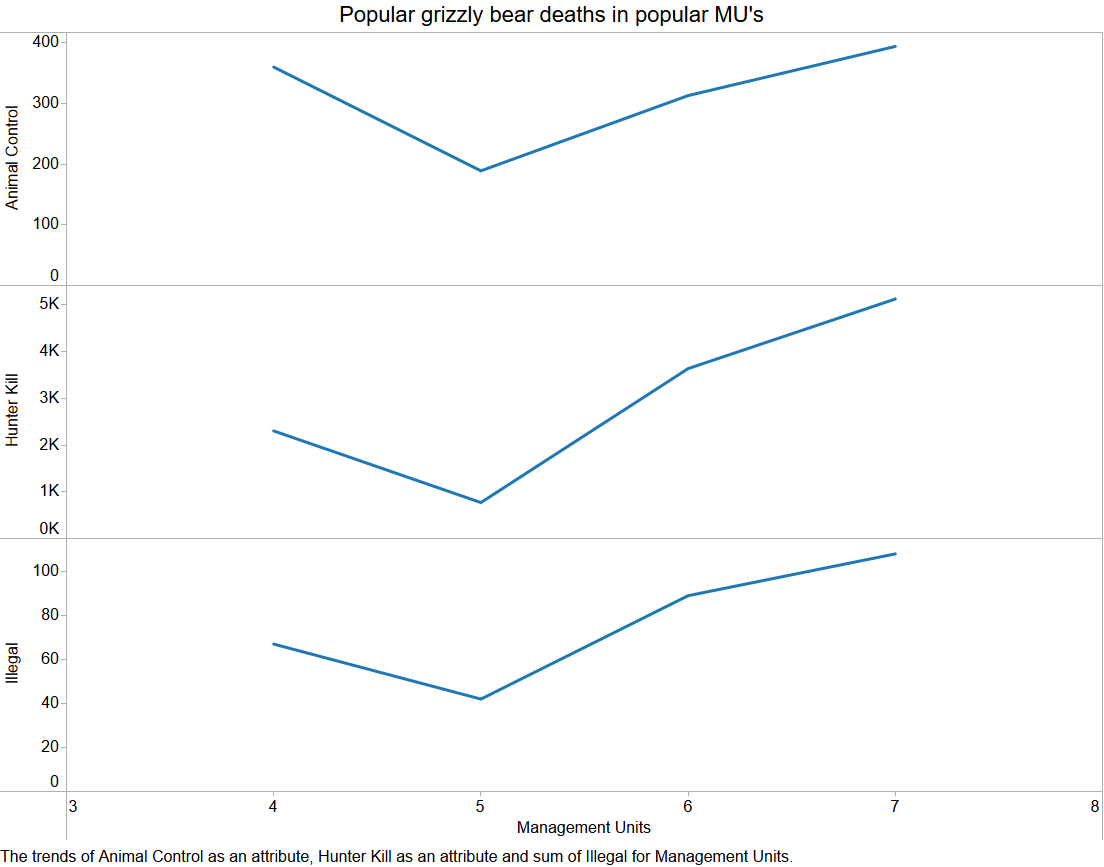 Popular grizzly bear deaths in popular MU's
400
300
200
100
0
Animal Control
5K
4K
3K
2K
1K
0K
Hunter Kill
100
80
60
40
20
0
Illegal
3 4 5 6 7 8
Management Units
The trends of Animal Control as an attribute, Hunter Kill as an attribute and sum of Illegal for Management Units.